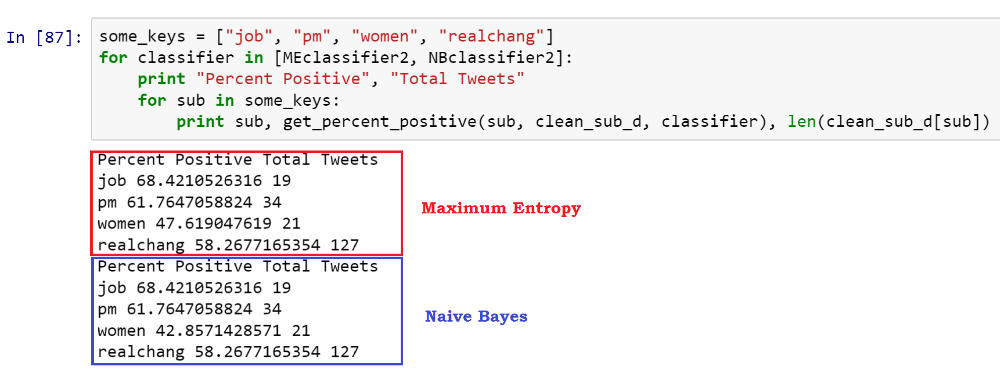 In [87]:
some_keys = ["job", "pm", "women", "realchang"]
for classifier in [MEclassifier2, NBclassifier2]:
    print "Percent Positive", "Total Tweets"
    for sub in some_keys:
        print sub, get_percent_positive(sub, clean_sub_d, classifier), len(clean_sub_d[sub])
Percent Positive Total Tweets
job 68.4210526316 19
pm 61.7647058824 34
women 47.619047619 21
realchang 58.2677165354 127
Maximum Entropy
Percent Positive Total Tweets
job 68.4210526316 19
pm 61.7647058824 34
women 42.8571428571 21
realchang 58.2677165354 127
Naive Bayes